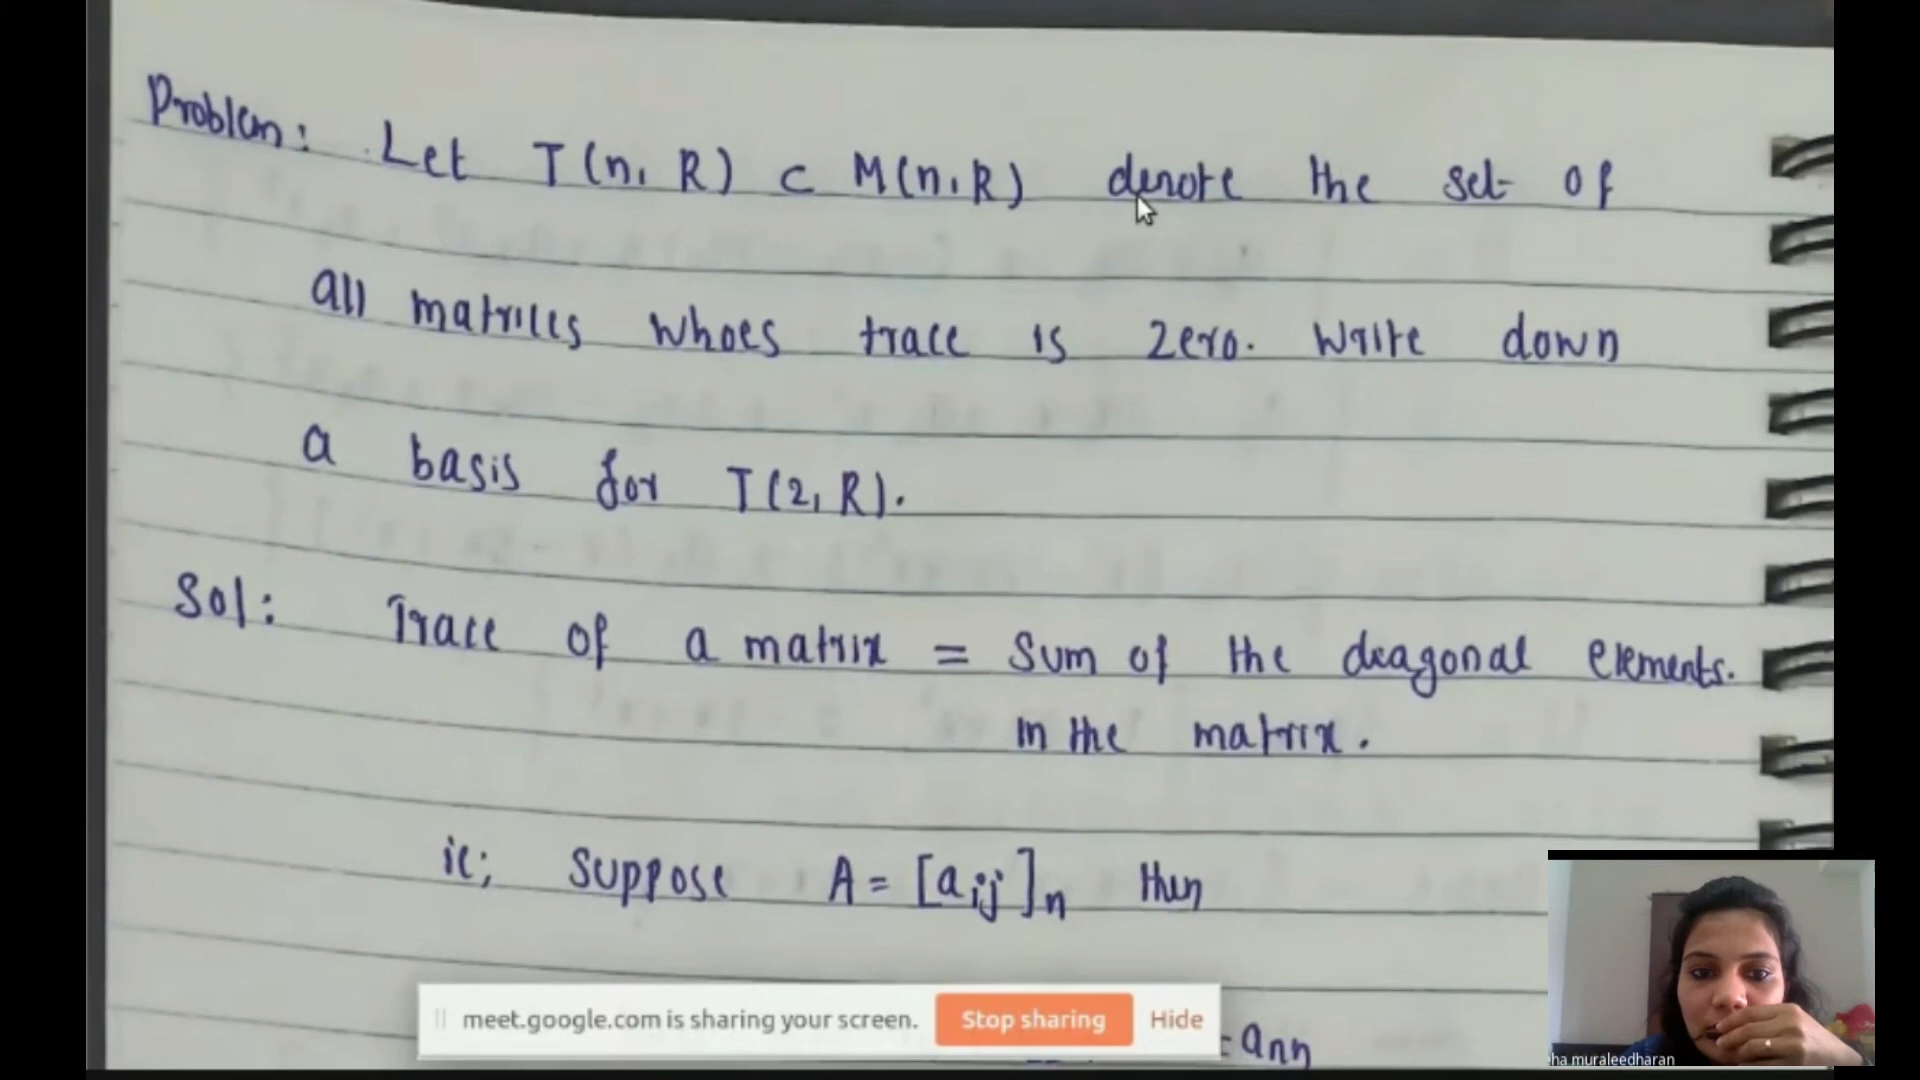 Problem: Let T(n, R) ⊂ M(n, R) denote the set of
all matrices whoes trace is zero. Write down
a basis for T(2, R).
Sol: Trace of a matrix = Sum of the diagonal elements.
in the matrix.
ie; Suppose A = [aij]n then
ann
meet.google.com is sharing your screen. Stop sharing Hide
eha muraleedharan